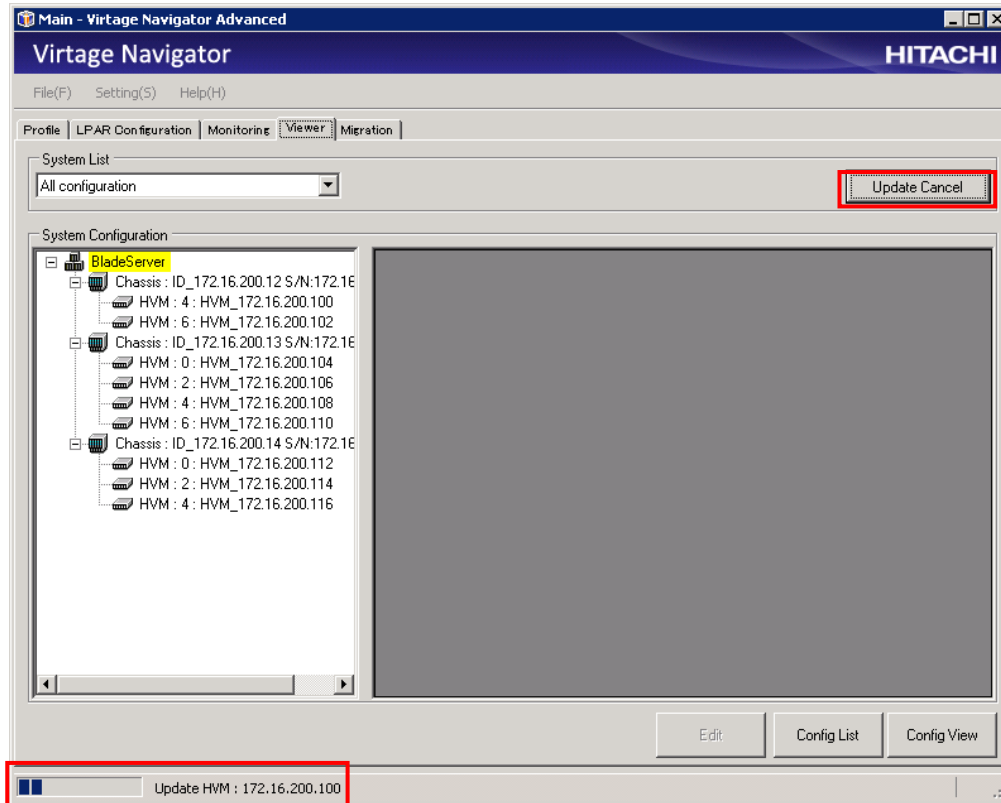 Main - Virtage Navigator Advanced
Virtage Navigator
HITACHI
File(F) Setting(S) Help(H)
Profile LPAR Configuration Monitoring Viewer Migration
System List
All configuration
Update Cancel
System Configuration
BladeServer
Chassis : ID_172.16.200.12 S/N:172.16
HVM : 4 : HVM_172.16.200.100
HVM : 6 : HVM_172.16.200.102
Chassis : ID_172.16.200.13 S/N:172.16
HVM : 0 : HVM_172.16.200.104
HVM : 2 : HVM_172.16.200.106
HVM : 4 : HVM_172.16.200.108
HVM : 6 : HVM_172.16.200.110
Chassis : ID_172.16.200.14 S/N:172.16
HVM : 0 : HVM_172.16.200.112
HVM : 2 : HVM_172.16.200.114
HVM : 4 : HVM_172.16.200.116
Edit Config List Config View
Update HVM : 172.16.200.100